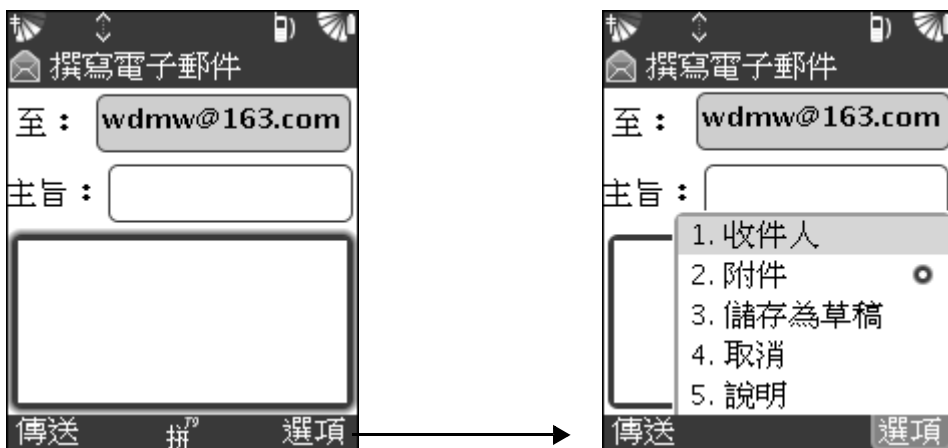 撰寫電子郵件
至：wdmw@163.com
主旨：
傳送 拼T9 選項
撰寫電子郵件
至：wdmw@163.com
主旨：
1. 收件人
2. 附件
3. 儲存為草稿
4. 取消
5. 說明
傳送 選項